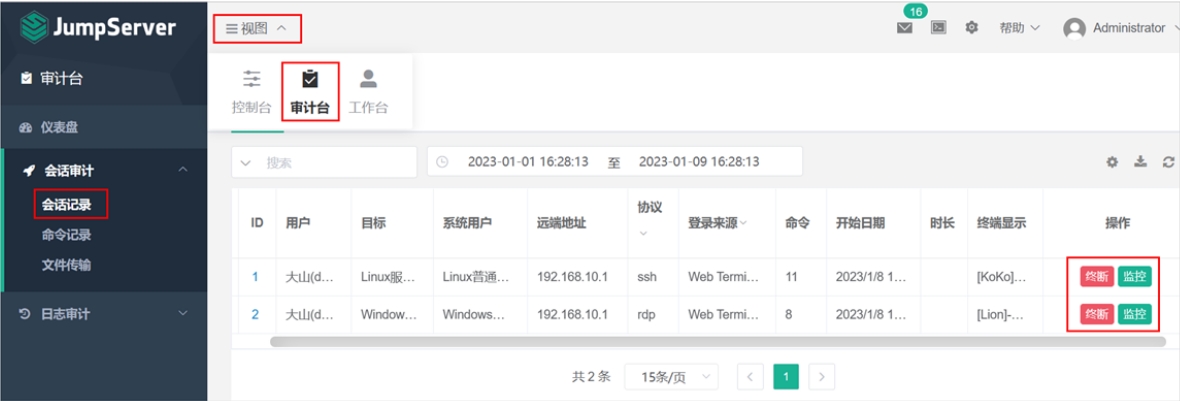 JumpServer
视图
16
帮助
Administrator
审计台
控制台
审计台
工作台
仪表盘
会话审计
会话记录
命令记录
文件传输
日志审计
搜索
2023-01-01 16:28:13 至 2023-01-09 16:28:13
ID 用户 目标 系统用户 远端地址 协议 登录来源 命令 开始日期 时长 终端显示 操作
1 大山(d... Linux服... Linux普通... 192.168.10.1 ssh Web Termi... 11 2023/1/8 1... [KoKo]... 终断 监控
2 大山(d... Window... Windows... 192.168.10.1 rdp Web Termi... 8 2023/1/8 1... [Lion]-... 终断 监控
共 2 条 15条/页 1